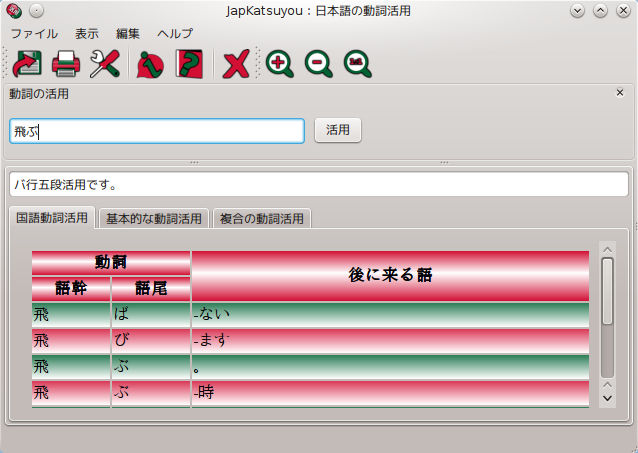 JapKatsuyou：日本語の動詞活用
ファイル 表示 編集 ヘルプ
1:1
動詞の活用
飛ぶ 活用
バ行五段活用です。
国語動詞活用 基本的な動詞活用 複合の動詞活用
動詞 後に来る語
語幹 語尾
飛 ば -ない
飛 び -ます
飛 ぶ 。
飛 ぶ -時